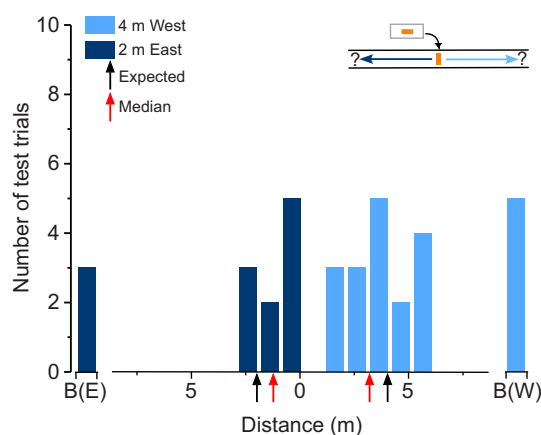 10
8
6
4
2
0
Number of test trials
4 m West
2 m East
Expected
Median
? ?
B(E) 5 0 5 B(W)
Distance (m)